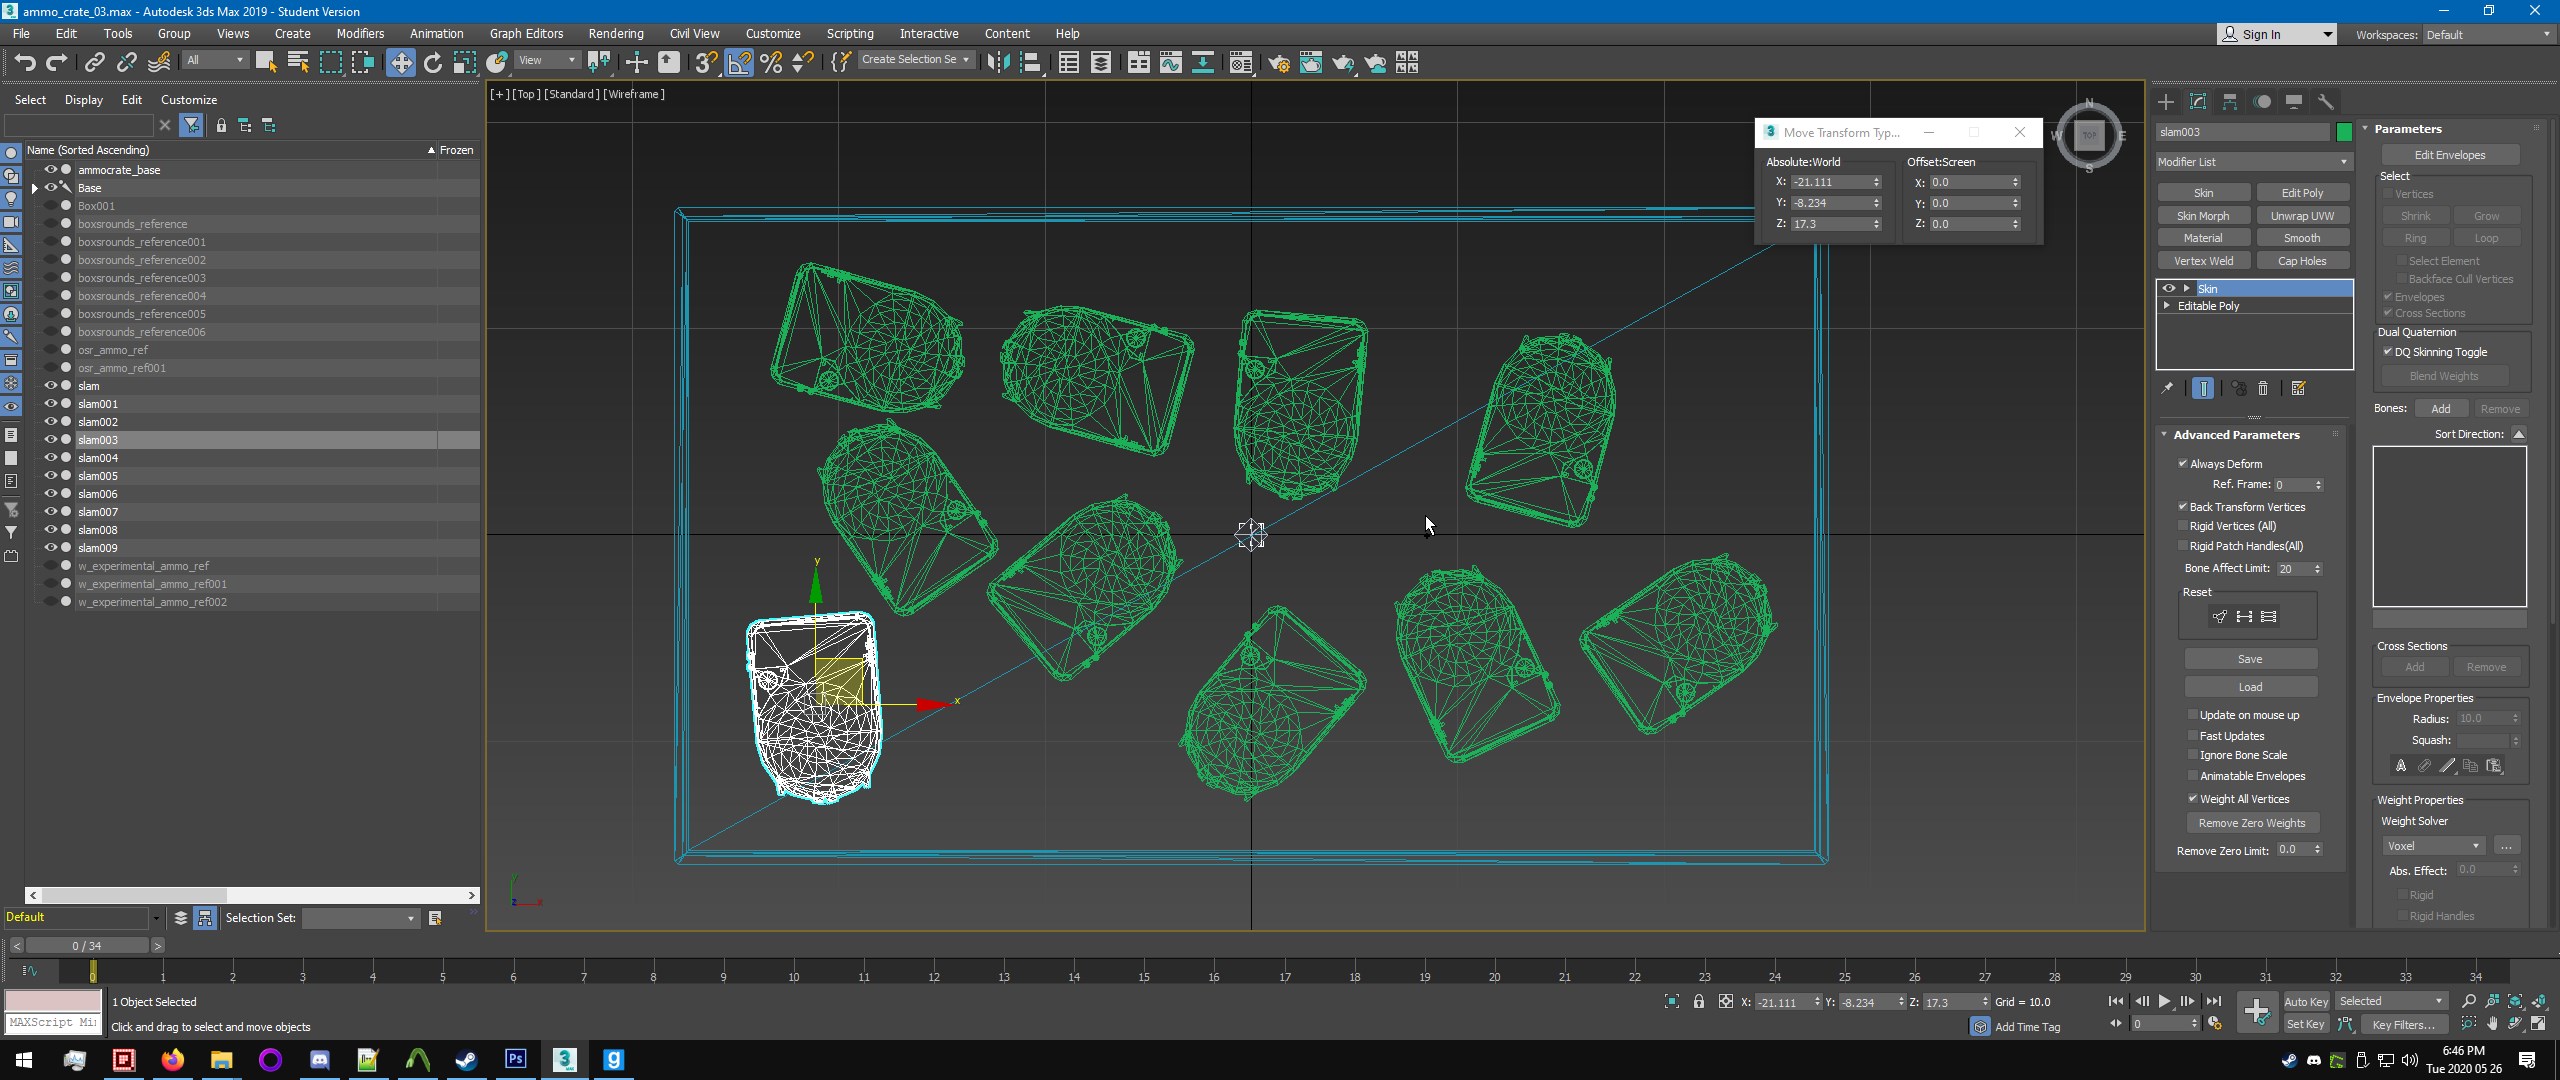 ammo_crate_03.max - Autodesk 3ds Max 2019 - Student Version
File Edit Tools Group Views Create Modifiers Animation Graph Editors Rendering Civil View Customize Scripting Interactive Content Help
Sign In
Workspaces: Default
All
View
Create Selection Se
Select Display Edit Customize
Name (Sorted Ascending) Frozen
ammocrate_base
Base
Box001
boxsrounds_reference
boxsrounds_reference001
boxsrounds_reference002
boxsrounds_reference003
boxsrounds_reference004
boxsrounds_reference005
boxsrounds_reference006
osr_ammo_ref
osr_ammo_ref001
slam
slam001
slam002
slam003
slam004
slam005
slam006
slam007
slam008
slam009
w_experimental_ammo_ref
w_experimental_ammo_ref001
w_experimental_ammo_ref002
Default
Selection Set:
[+] [Top] [Standard] [Wireframe]
y
x
N
W TOP E
S
Move Transform Typ...
Absolute:World Offset:Screen
X: -21.111 X: 0.0
Y: -8.234 Y: 0.0
Z: 17.3 Z: 0.0
slam003
Modifier List
Skin Edit Poly
Skin Morph Unwrap UVW
Material Smooth
Vertex Weld Cap Holes
Skin
Editable Poly
Advanced Parameters
Always Deform
Ref. Frame: 0
Back Transform Vertices
Rigid Vertices (All)
Rigid Patch Handles(All)
Bone Affect Limit: 20
Reset
Save
Load
Update on mouse up
Fast Updates
Ignore Bone Scale
Animatable Envelopes
Weight All Vertices
Remove Zero Weights
Remove Zero Limit: 0.0
Parameters
Edit Envelopes
Select
Vertices
Shrink Grow
Ring Loop
Select Element
Backface Cull Vertices
Envelopes
Cross Sections
Dual Quaternion
DQ Skinning Toggle
Blend Weights
Bones: Add Remove
Sort Direction:
Cross Sections
Add Remove
Envelope Properties
Radius: 10.0
Squash:
Weight Properties
Weight Solver
Voxel ...
Abs. Effect: 0.0
Rigid
Rigid Handles
< 0 / 34 >
0 1 2 3 4 5 6 7 8 9 10 11 12 13 14 15 16 17 18 19 20 21 22 23 24 25 26 27 28 29 30 31 32 33 34
1 Object Selected
MAXScript Mi
Click and drag to select and move objects
X: -21.111 Y: -8.234 Z: 17.3 Grid = 10.0
Add Time Tag
Auto Key Selected
Set Key Key Filters...
0
Ps
3
g
6:46 PM
Tue 2020 05 26